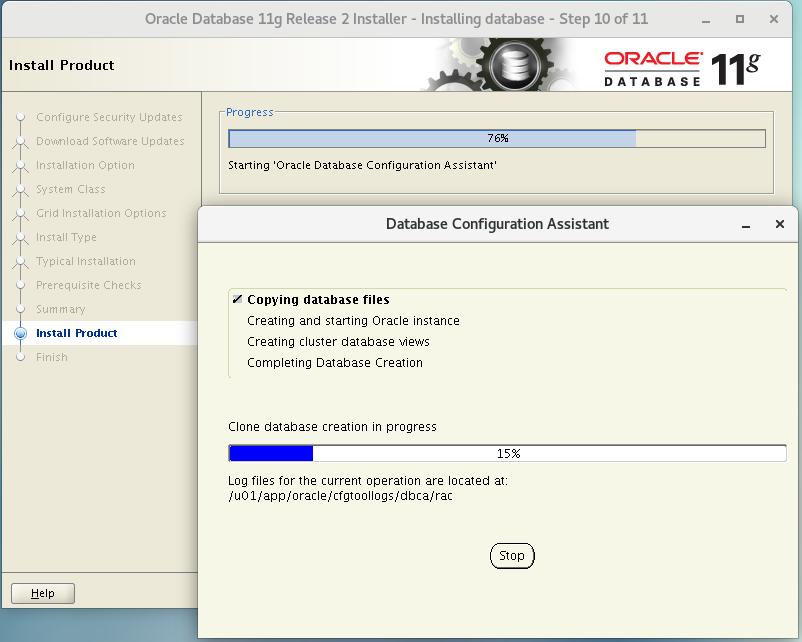 Oracle Database 11g Release 2 Installer - Installing database - Step 10 of 11
Install Product
ORACLE
DATABASE 11g
Configure Security Updates
Download Software Updates
Installation Option
System Class
Grid Installation Options
Install Type
Typical Installation
Prerequisite Checks
Summary
Install Product
Finish
Help
Progress
76%
Starting 'Oracle Database Configuration Assistant'
Database Configuration Assistant
Copying database files
Creating and starting Oracle instance
Creating cluster database views
Completing Database Creation
Clone database creation in progress
15%
Log files for the current operation are located at:
/u01/app/oracle/cfgtoollogs/dbca/rac
Stop